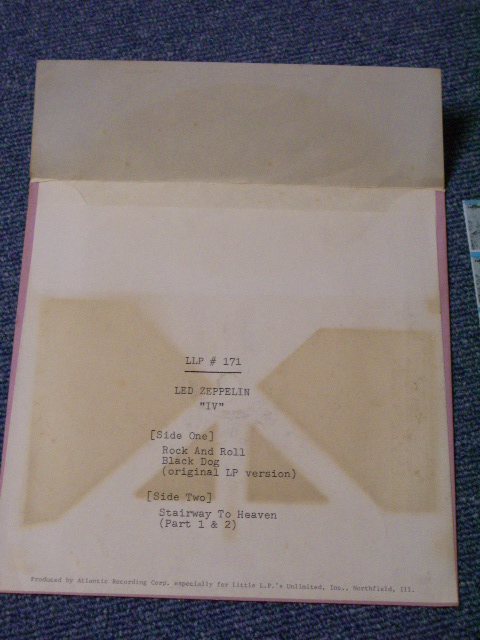 LLP # 171
LED ZEPPELIN
"IV"
[Side One]
Rock And Roll
Black Dog
(original LP version)
[Side Two]
Stairway To Heaven
(Part 1 & 2)
Produced by Atlantic Recording Corp. especially for little L.P.'s Unlimited, Inc., Northfield, Ill.